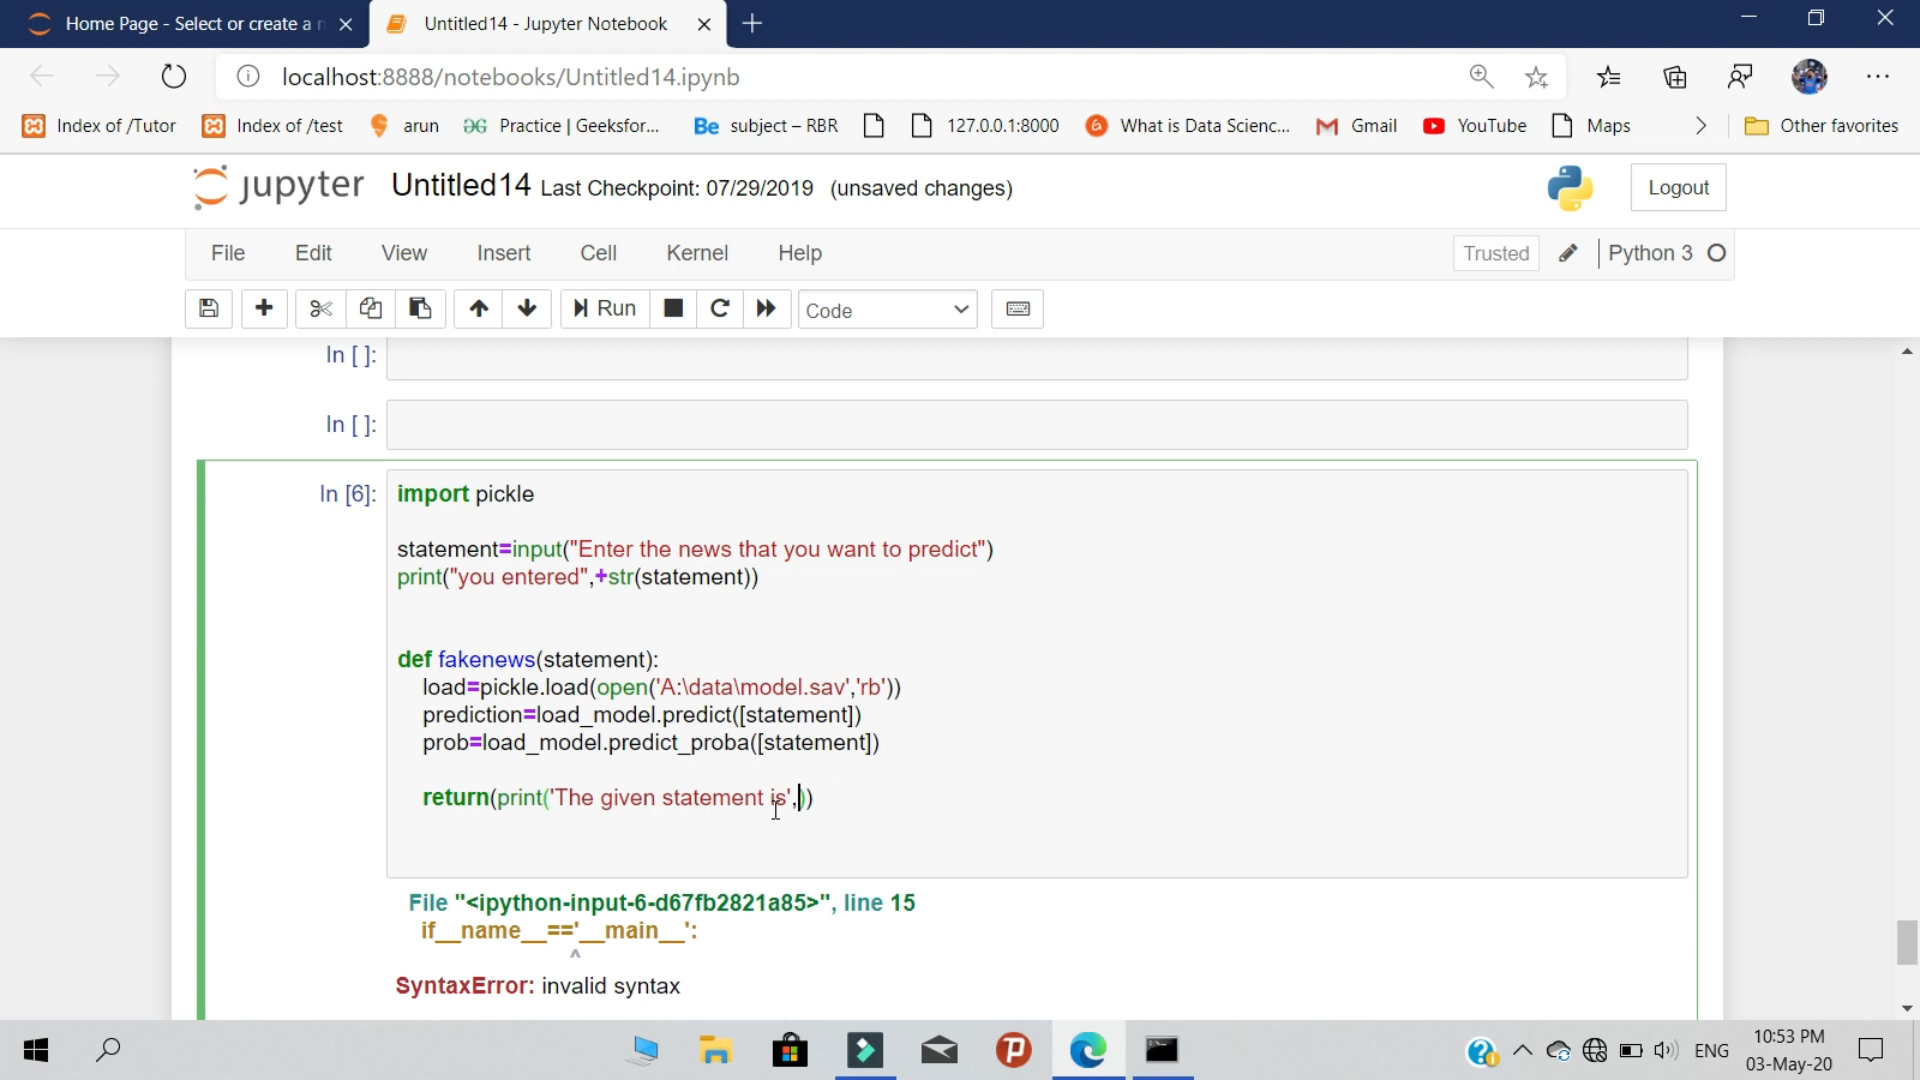 Home Page - Select or create a n
Untitled14 - Jupyter Notebook
localhost:8888/notebooks/Untitled14.ipynb
Index of /Tutor
Index of /test
arun
Practice | Geeksfor...
Be subject – RBR
127.0.0.1:8000
What is Data Scienc...
Gmail
YouTube
Maps
Other favorites
jupyter Untitled14 Last Checkpoint: 07/29/2019 (unsaved changes)
Logout
File Edit View Insert Cell Kernel Help
Trusted
Python 3
Run
Code
In [ ]:
In [ ]:
In [6]:
import pickle
statement=input("Enter the news that you want to predict")
print("you entered",+str(statement))
def fakenews(statement):
load=pickle.load(open('A:\data\model.sav','rb'))
prediction=load_model.predict([statement])
prob=load_model.predict_proba([statement])
return(print('The given statement is',))
File "<ipython-input-6-d67fb2821a85>", line 15
if__name__=='__main__':
^
SyntaxError: invalid syntax
ENG
10:53 PM
03-May-20